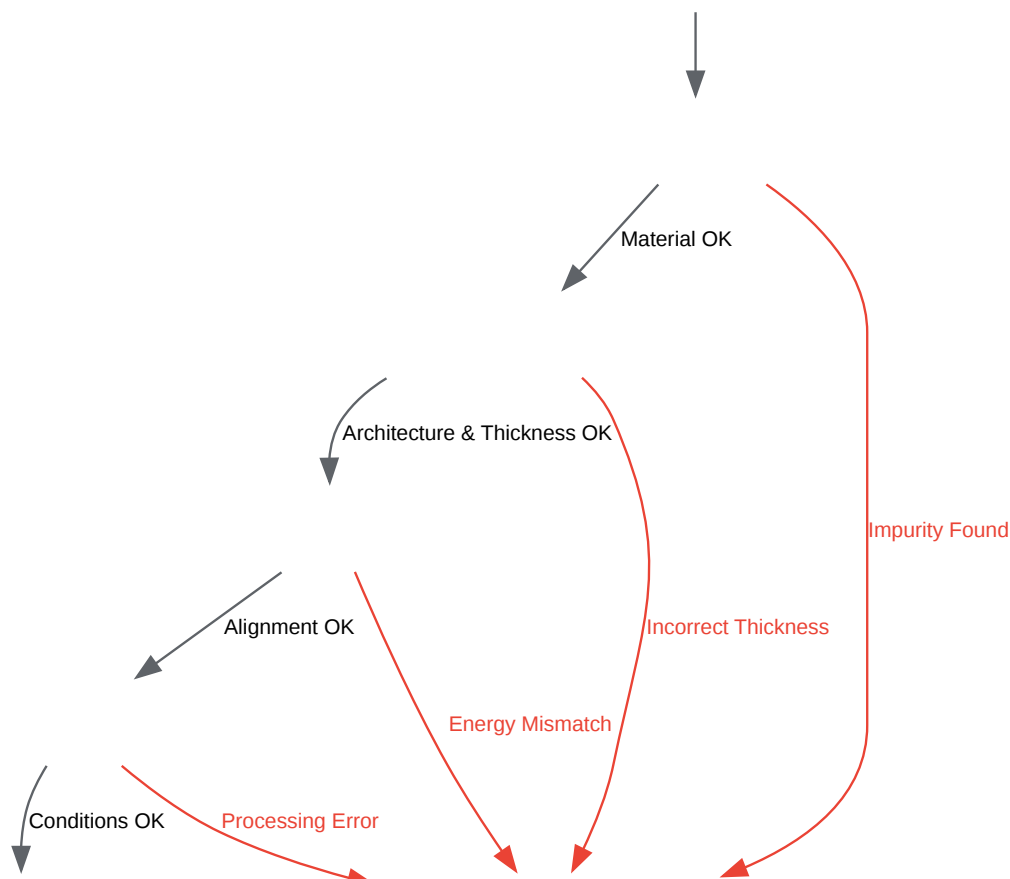 Material OK
Architecture & Thickness OK
Impurity Found
Alignment OK
Incorrect Thickness
Energy Mismatch
Conditions OK
Processing Error